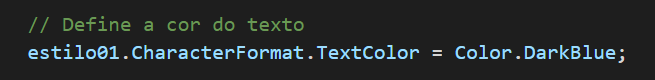 // Define a cor do texto
estilo01.CharacterFormat.TextColor = Color.DarkBlue;